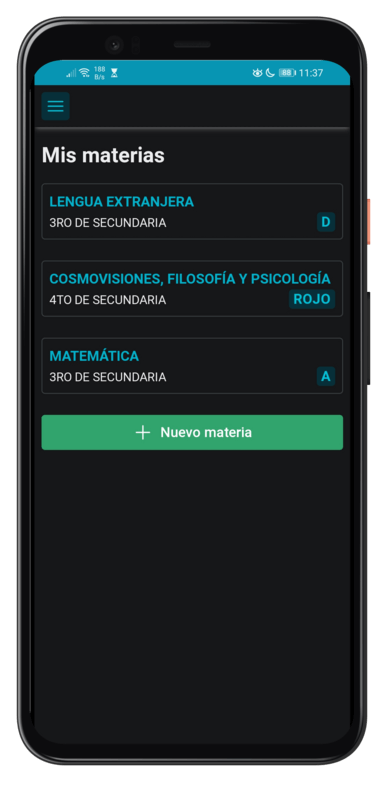 188
B/s
88
11:37
Mis materias
LENGUA EXTRANJERA
3RO DE SECUNDARIA
D
COSMOVISIONES, FILOSOFÍA Y PSICOLOGÍA
4TO DE SECUNDARIA
ROJO
MATEMÁTICA
3RO DE SECUNDARIA
A
+ Nuevo materia